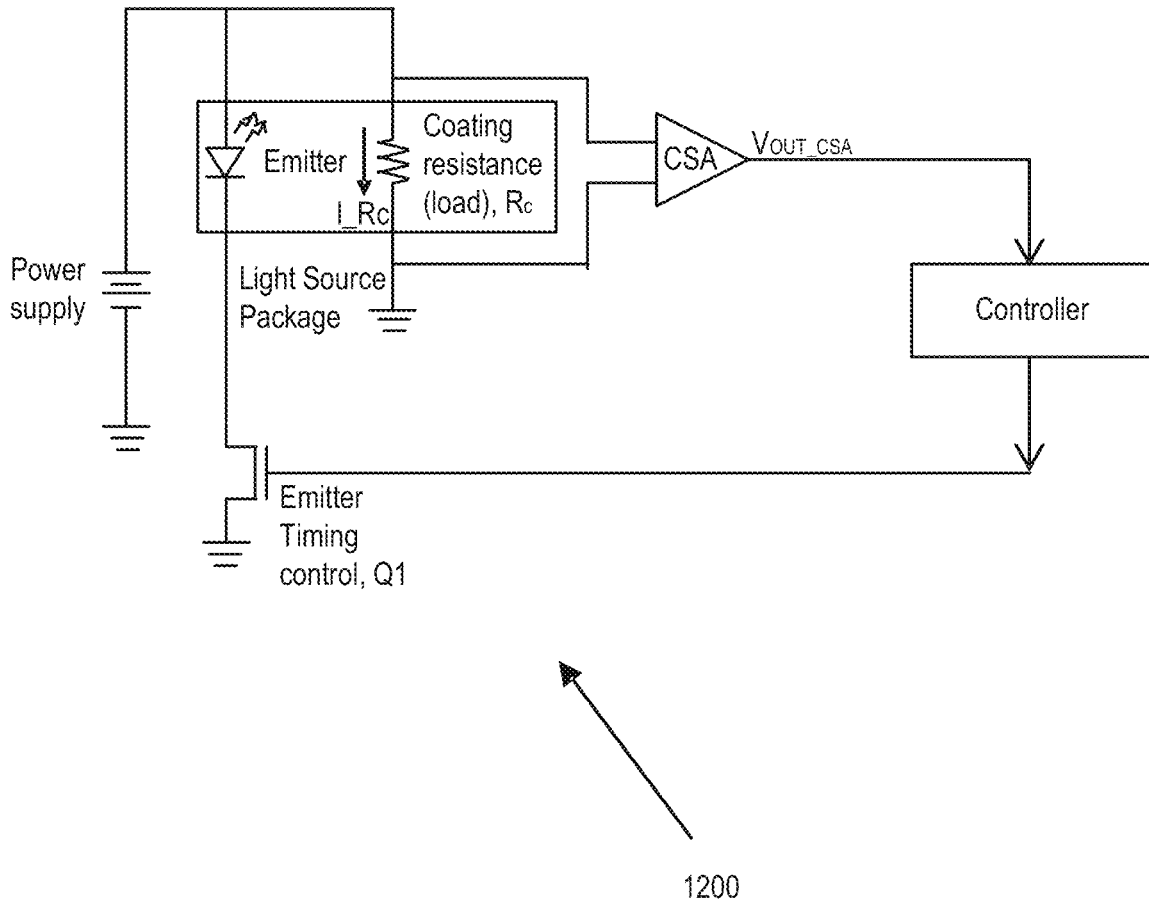 Coating
resistance
(load), Rc
Emitter
I_Rc
CSA
VOUT_CSA
Power
supply
Light Source
Package
Controller
Emitter
Timing
control, Q1
1200